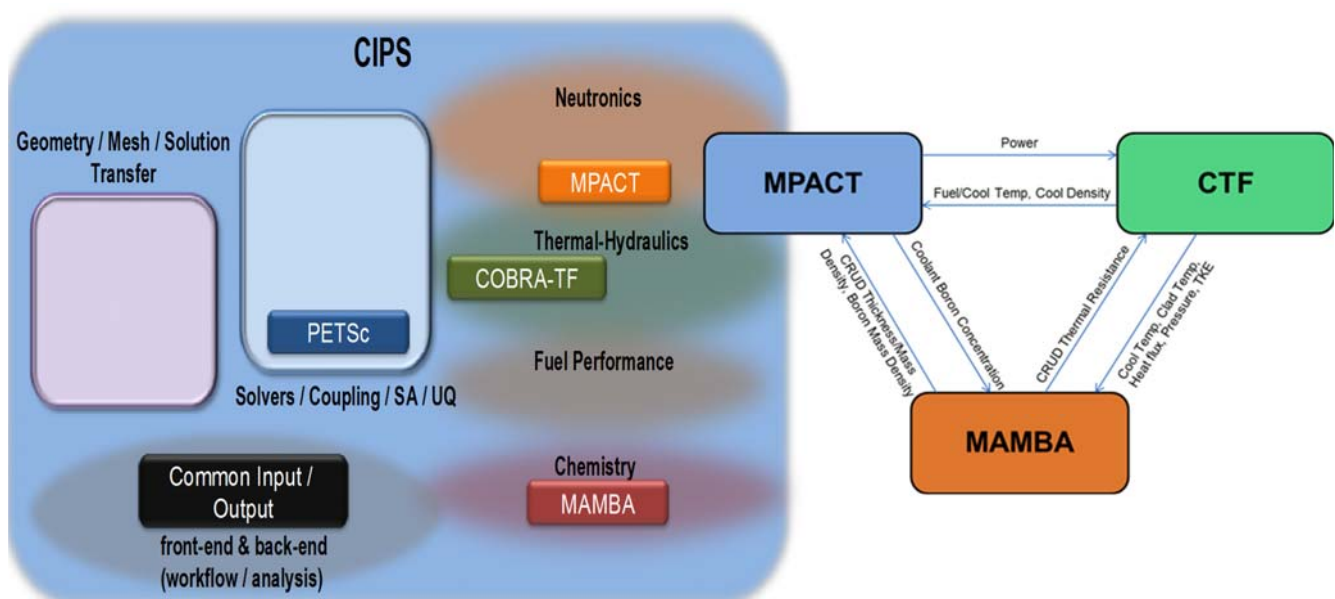 CIPS
Geometry / Mesh / Solution
Transfer
PETSc
Solvers / Coupling / SA / UQ
Common Input /
Output
front-end & back-end
(workflow / analysis)
Neutronics
MPACT
Thermal-Hydraulics
COBRA-TF
Fuel Performance
Chemistry
MAMBA
MPACT
Power
Fuel/Cool Temp, Cool Density
CTF
CRUD Thickness/Mass
Density, Boron Mass Density
Coolant Boron Concentration
CRUD Thermal Resistance
Cool Temp, Clad Temp,
Heat flux, Pressure, TKE
MAMBA